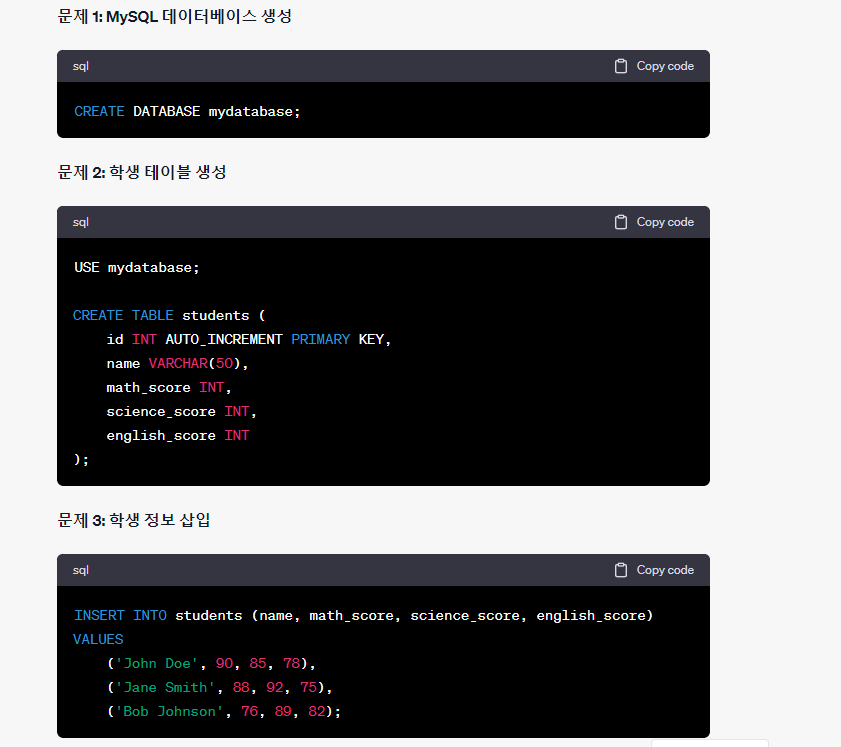 문제 1: MySQL 데이터베이스 생성
sql
Copy code
CREATE DATABASE mydatabase;
문제 2: 학생 테이블 생성
sql
Copy code
USE mydatabase;
CREATE TABLE students (
    id INT AUTO_INCREMENT PRIMARY KEY,
    name VARCHAR(50),
    math_score INT,
    science_score INT,
    english_score INT
);
문제 3: 학생 정보 삽입
sql
Copy code
INSERT INTO students (name, math_score, science_score, english_score)
VALUES
    ('John Doe', 90, 85, 78),
    ('Jane Smith', 88, 92, 75),
    ('Bob Johnson', 76, 89, 82);